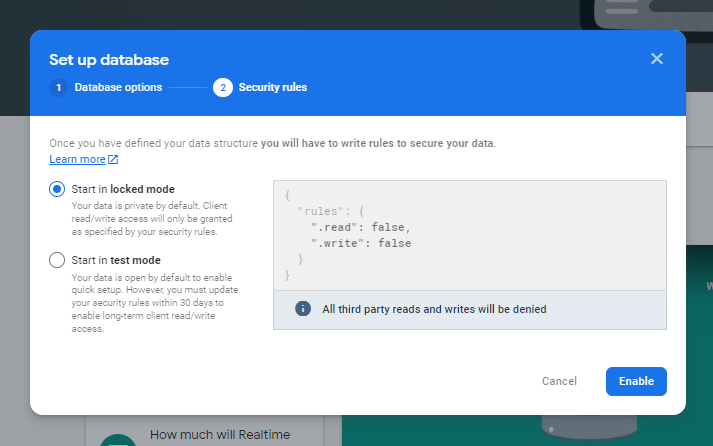 Set up database
1 Database options
2 Security rules
Once you have defined your data structure you will have to write rules to secure your data.
Learn more
Start in locked mode
Your data is private by default. Client
read/write access will only be granted
as specified by your security rules.
Start in test mode
Your data is open by default to enable
quick setup. However, you must update
your security rules within 30 days to
enable long-term client read/write
access.
{
"rules": {
".read": false,
".write": false
}
}
All third party reads and writes will be denied
Cancel
Enable
How much will Realtime